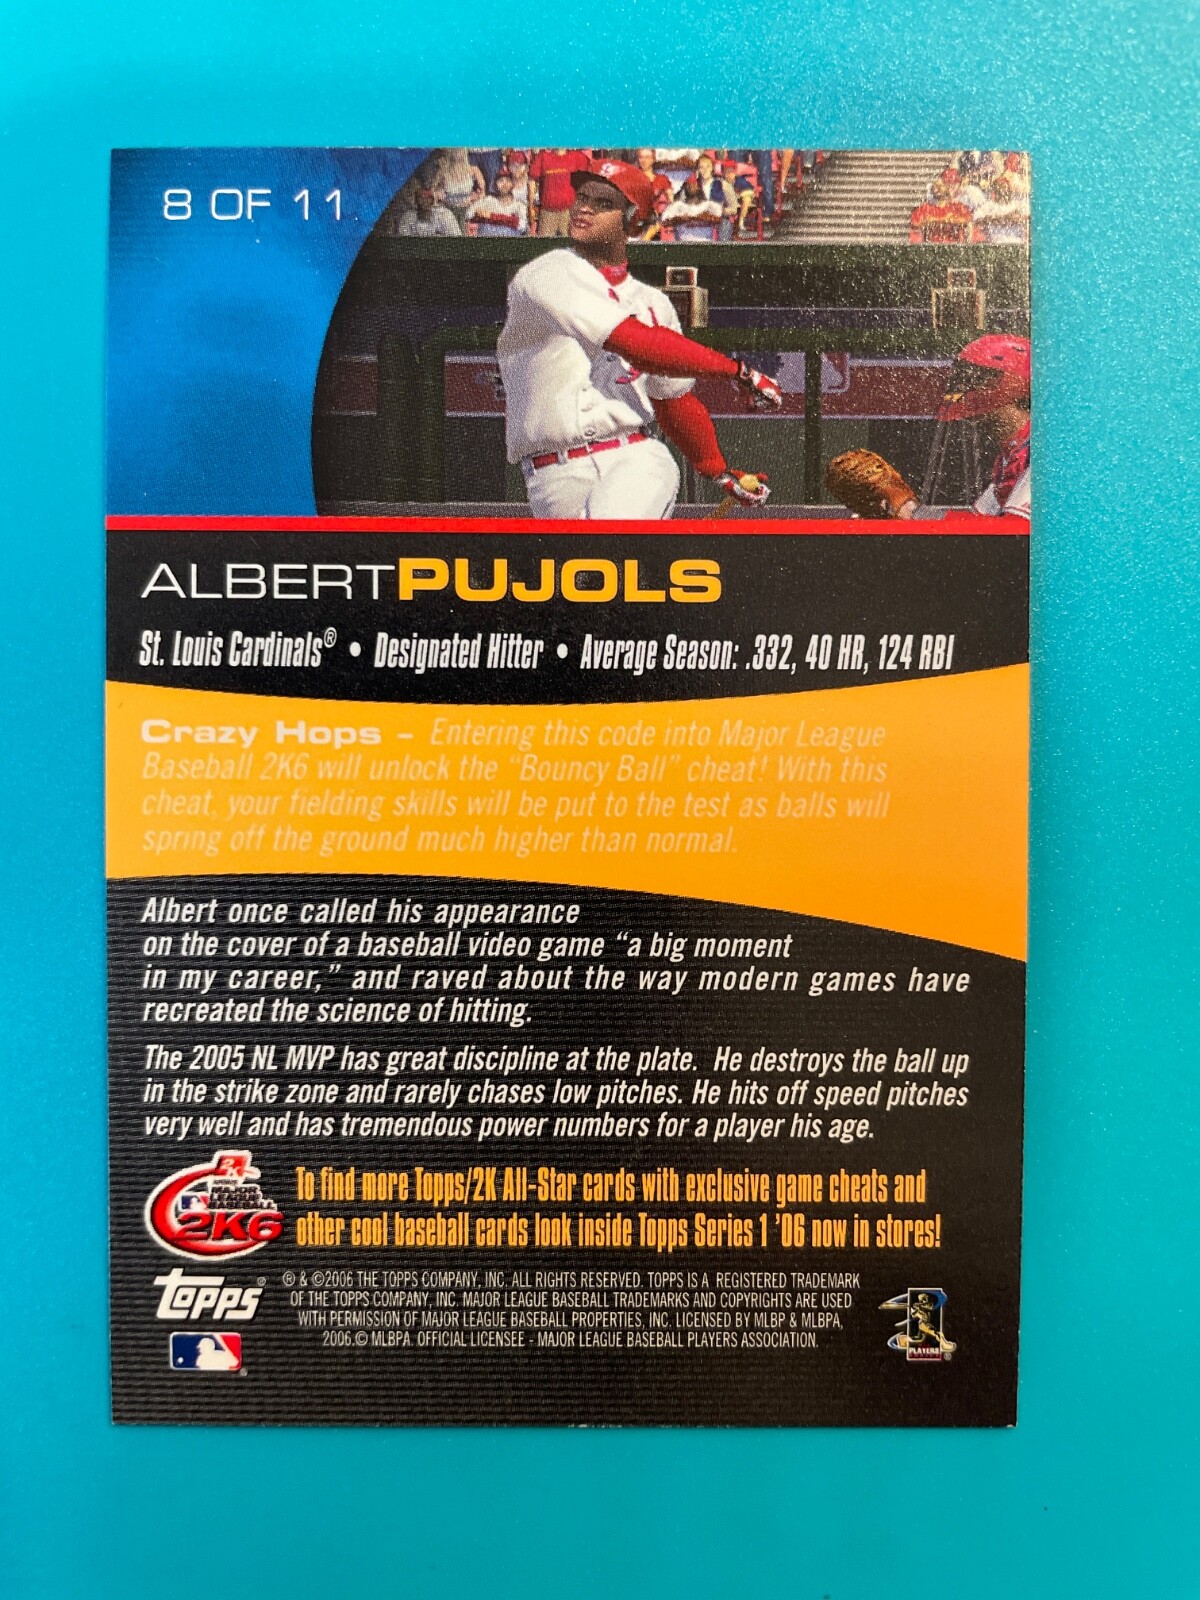 8 OF 11
ALBERT PUJOLS
St. Louis Cardinals® • Designated Hitter • Average Season: .332, 40 HR, 124 RBI
Crazy Hops – Entering this code into Major League
Baseball 2K6 will unlock the "Bouncy Ball" cheat! With this
cheat, your fielding skills will be put to the test as balls will
spring off the ground much higher than normal.
Albert once called his appearance
on the cover of a baseball video game “a big moment
in my career,” and raved about the way modern games have
recreated the science of hitting.
The 2005 NL MVP has great discipline at the plate. He destroys the ball up
in the strike zone and rarely chases low pitches. He hits off speed pitches
very well and has tremendous power numbers for a player his age.
2K
SPORTS
MAJOR
LEAGUE
BASEBALL
2K6
To find more Topps/2K All-Star cards with exclusive game cheats and
other cool baseball cards look inside Topps Series 1 '06 now in stores!
topps®
® & ©2006 THE TOPPS COMPANY, INC. ALL RIGHTS RESERVED. TOPPS IS A REGISTERED TRADEMARK
OF THE TOPPS COMPANY, INC. MAJOR LEAGUE BASEBALL TRADEMARKS AND COPYRIGHTS ARE USED
WITH PERMISSION OF MAJOR LEAGUE BASEBALL PROPERTIES, INC. LICENSED BY MLBP & MLBPA,
2006.© MLBPA. OFFICIAL LICENSEE - MAJOR LEAGUE BASEBALL PLAYERS ASSOCIATION.
PLAYERS
CHOICE